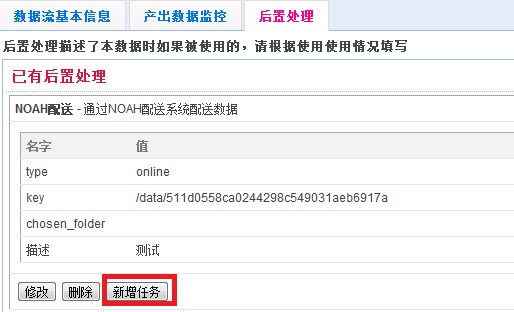 数据流基本信息 产出数据监控 后置处理
后置处理描述了本数据时如果被使用的，请根据使用使用情况填写
已有后置处理
NOAH配送 - 通过NOAH配送系统配送数据
名字 值
type online
key /data/511d0558ca0244298c549031aeb6917a
chosen_folder
描述 测试
修改 删除 新增任务